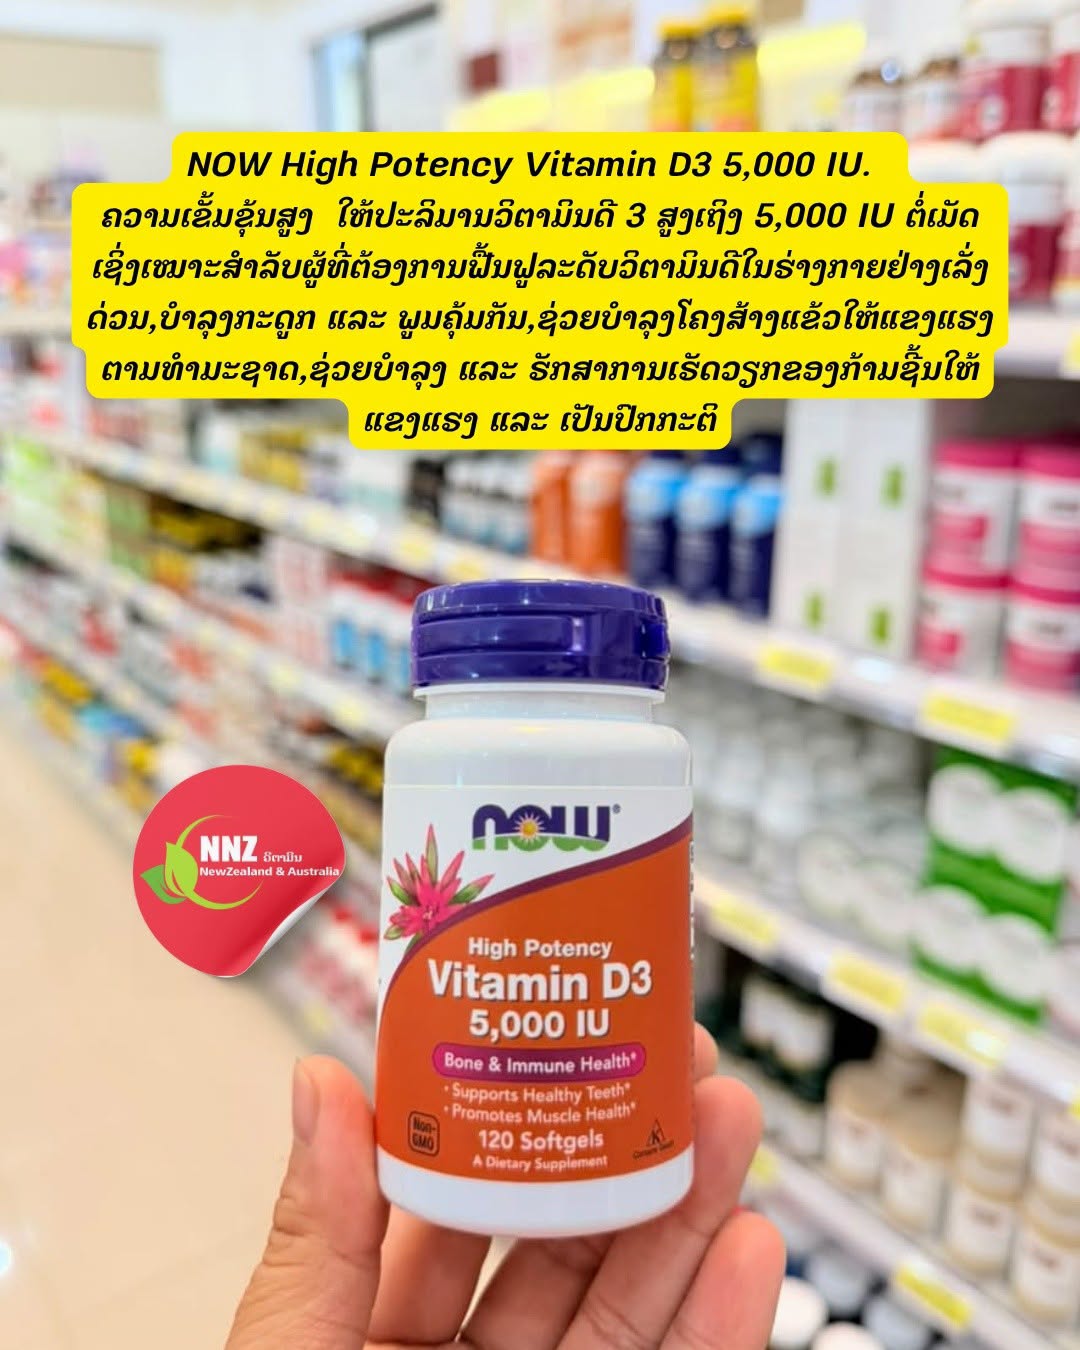 NOW High Potency Vitamin D3 5,000 IU.
ຄວາມເຂັ້ມຂຸ້ນສູງ ໃຫ້ປະລິມານວິຕາມິນດີ 3 ສູງເຖິງ 5,000 IU ຕໍ່ເມັດ
ເຊິ່ງເໝາະສຳລັບຜູ້ທີ່ຕ້ອງການຟື້ນຟູລະດັບວິຕາມິນດີໃນຮ່າງກາຍຢ່າງເລັ່ງ
ດ່ວນ,ບຳລຸງກະດູກ ແລະ ພູມຄຸ້ມກັນ,ຊ່ວຍບຳລຸງໂຄງສ້າງແຂ້ວໃຫ້ແຂງແຮງ
ຕາມທຳມະຊາດ,ຊ່ວຍບຳລຸງ ແລະ ຮັກສາການເຮັດວຽກຂອງກ້າມຊີ້ນໃຫ້
ແຂງແຮງ ແລະ ເປັນປົກກະຕິ
NNZ ວິຕາມິນ
NewZealand & Australia
NOW®
High Potency
Vitamin D3
5,000 IU
Bone & Immune Health*
• Supports Healthy Teeth*
• Promotes Muscle Health*
Non-
GMO
120 Softgels
A Dietary Supplement
K